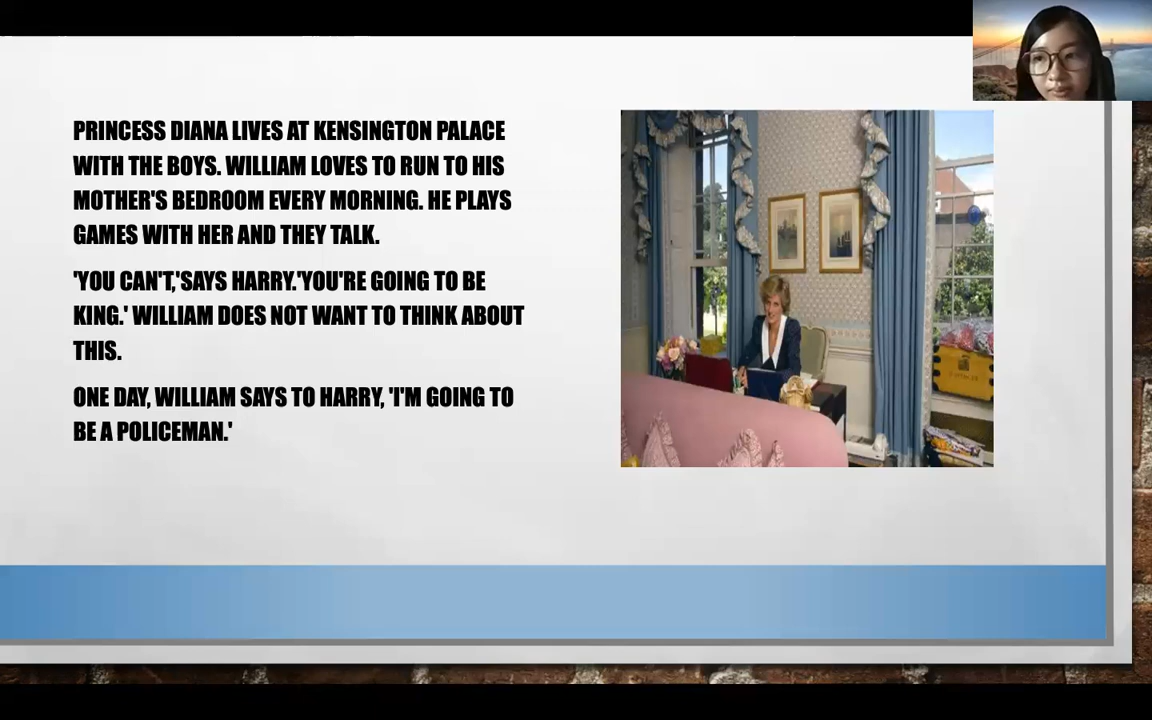 PRINCESS DIANA LIVES AT KENSINGTON PALACE
WITH THE BOYS. WILLIAM LOVES TO RUN TO HIS
MOTHER'S BEDROOM EVERY MORNING. HE PLAYS
GAMES WITH HER AND THEY TALK.
'YOU CAN'T,'SAYS HARRY.'YOU'RE GOING TO BE
KING.' WILLIAM DOES NOT WANT TO THINK ABOUT
THIS.
ONE DAY, WILLIAM SAYS TO HARRY, 'I'M GOING TO
BE A POLICEMAN.'